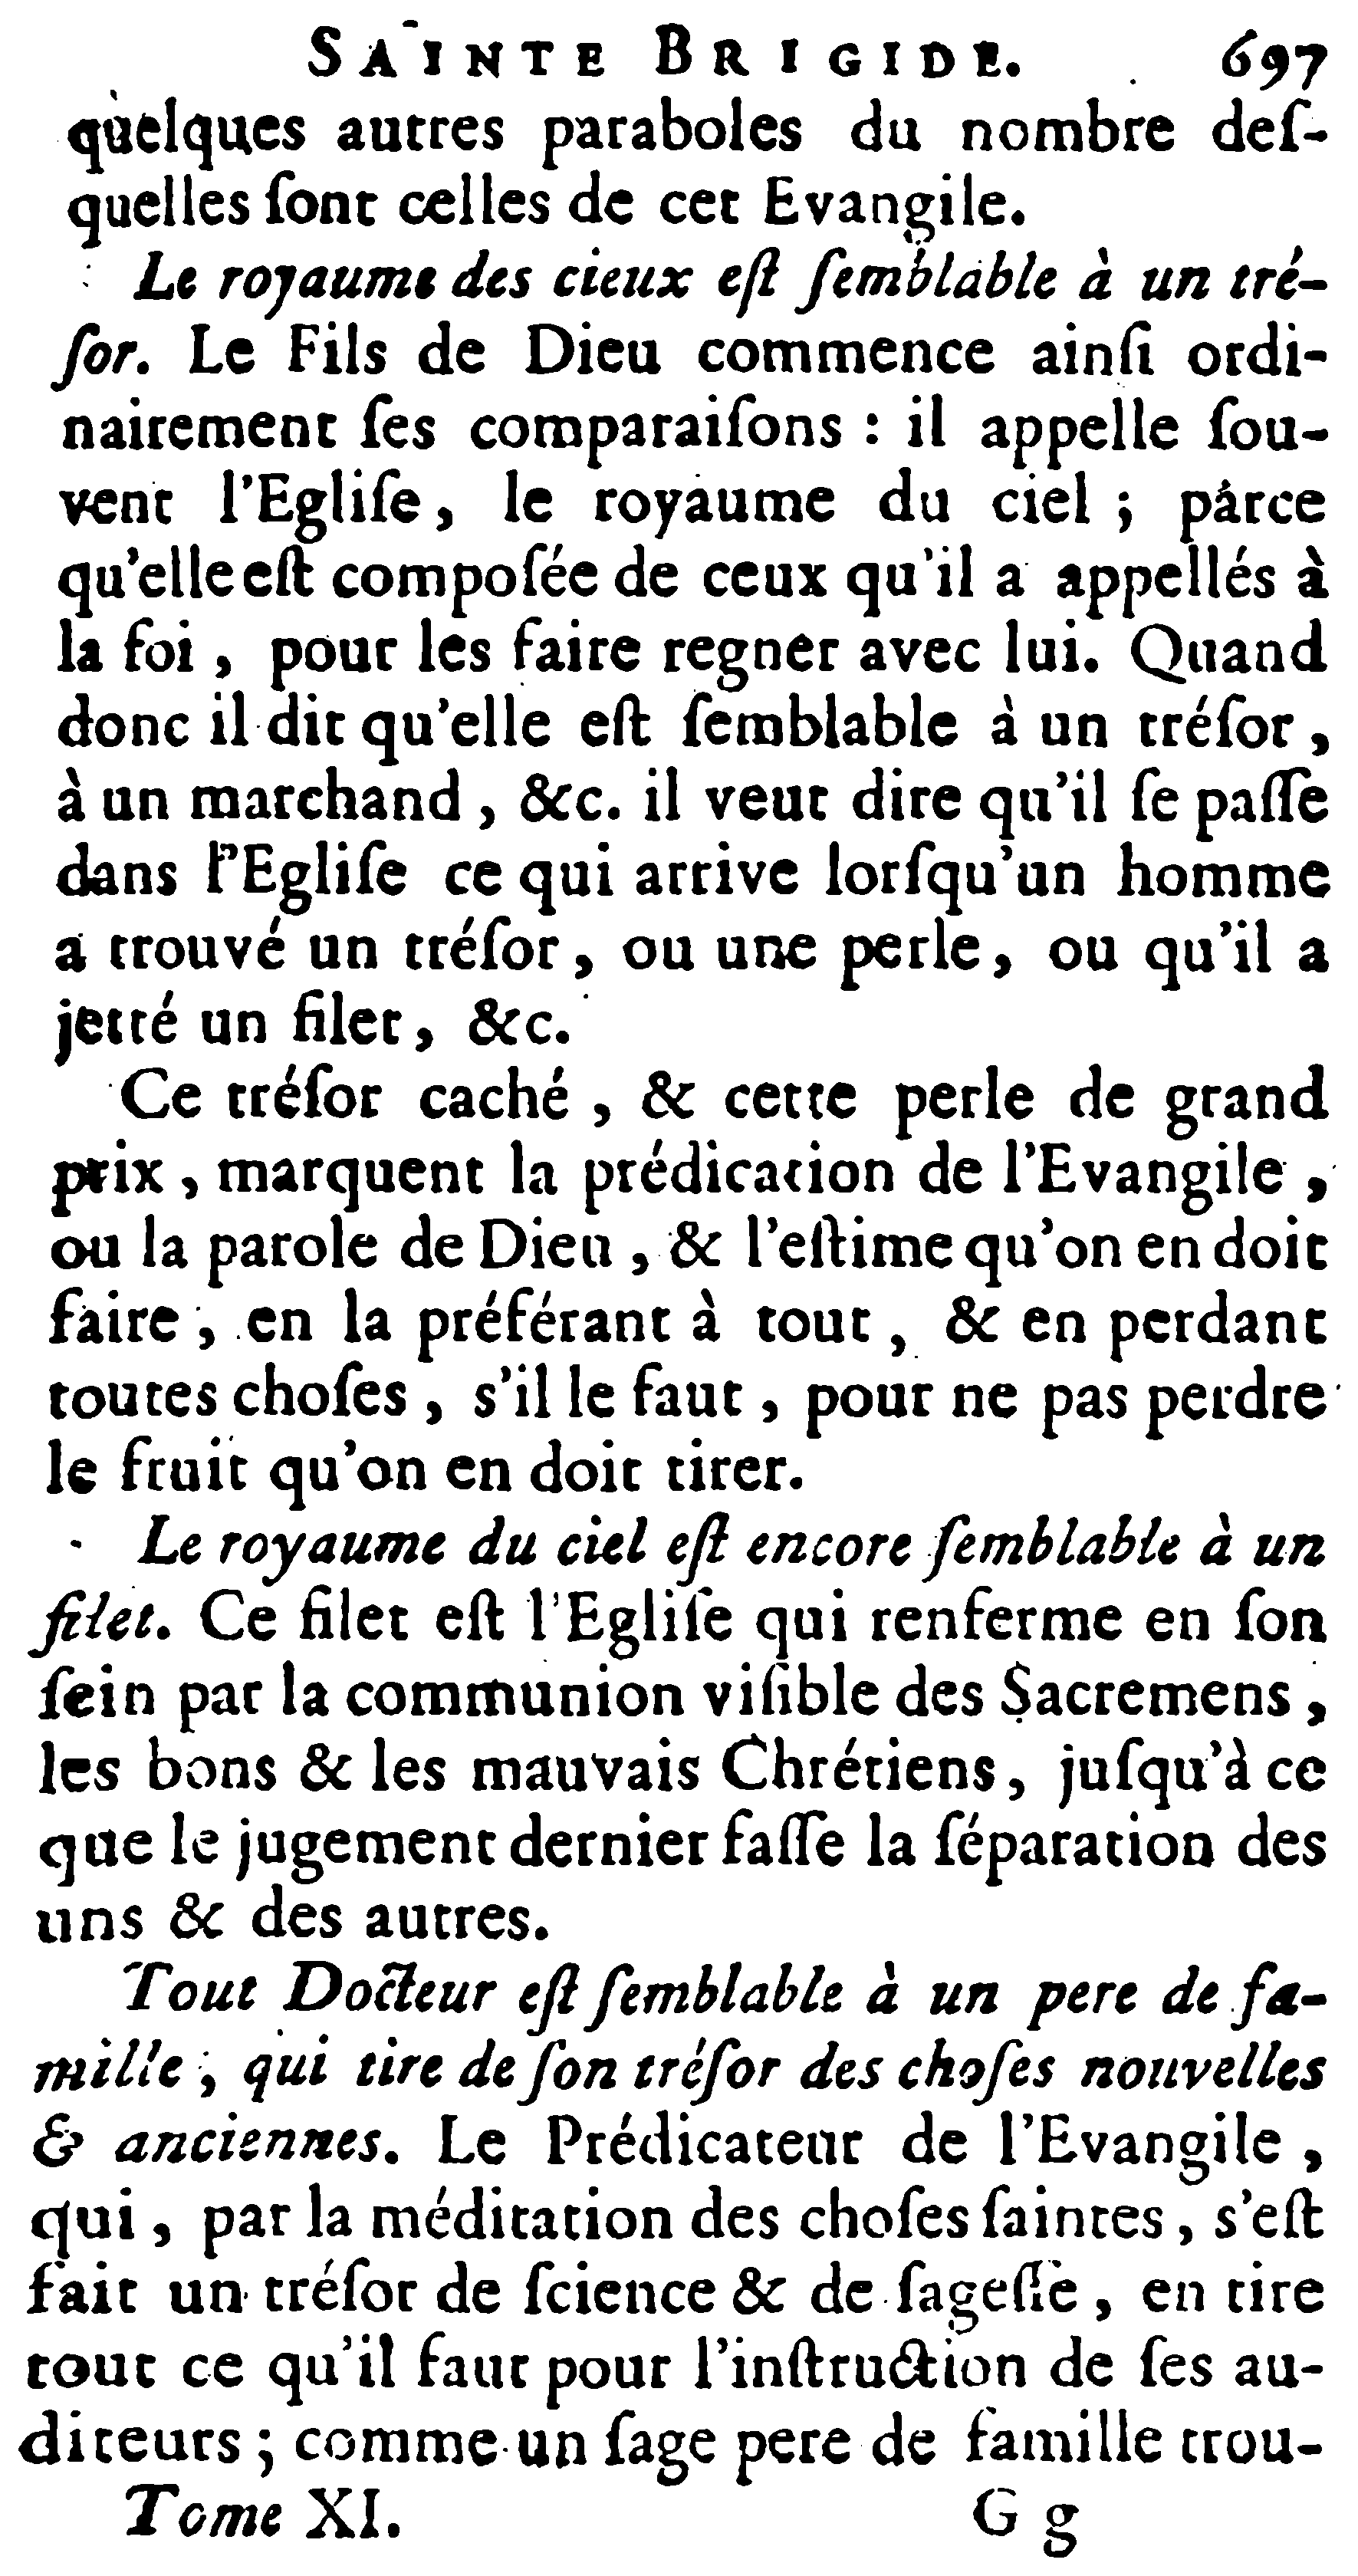 SAINTE BRIGIDE. 697
quelques autres paraboles du nombre deſ-
quelles ſont celles de cet Evangile.
Le royaume des cieux eſt ſemblable à un tré-
ſor. Le Fils de Dieu commence ainſi ordi-
nairement ſes comparaiſons : il appelle ſou-
vent l'Egliſe, le royaume du ciel ; parce
qu'elle eſt compoſée de ceux qu'il a appellés à
la foi , pour les faire regner avec lui. Quand
donc il dit qu'elle eſt ſemblable à un tréſor ,
à un marchand , &c. il veut dire qu'il ſe paſſe
dans l'Egliſe ce qui arrive lorſqu'un homme
a trouvé un tréſor , ou une perle , ou qu'il a
jetté un filet , &c.
Ce tréſor caché , & cette perle de grand
prix , marquent la prédication de l'Evangile ,
ou la parole de Dieu , & l'eſtime qu'on en doit
faire , en la préférant à tout , & en perdant
toutes choſes , s'il le faut , pour ne pas perdre
le fruit qu'on en doit tirer.
Le royaume du ciel eſt encore ſemblable à un
filet. Ce filet eſt l'Egliſe qui renferme en ſon
ſein par la communion viſible des Sacremens ,
les bons & les mauvais Chrétiens , juſqu'à ce
que le jugement dernier faſſe la ſéparation des
uns & des autres.
Tout Docteur eſt ſemblable à un pere de fa-
mille , qui tire de ſon tréſor des choſes nouvelles
& anciennes. Le Prédicateur de l'Evangile ,
qui , par la méditation des choſes ſaintes , s'eſt
fait un tréſor de ſcience & de ſageſſe , en tire
tout ce qu'il faut pour l'inſtruction de ſes au-
diteurs ; comme un ſage pere de famille trou-
Tome XI. G g